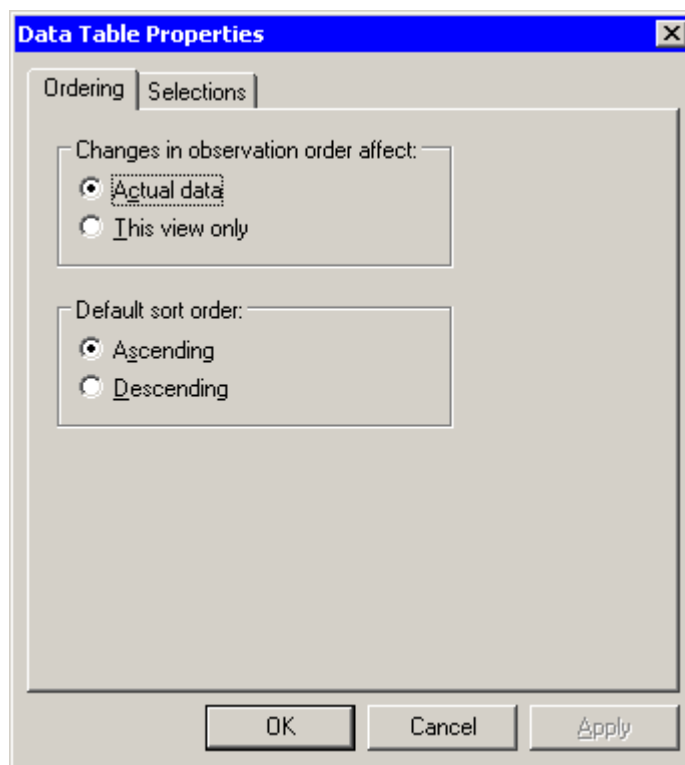 Data Table Properties
Ordering Selections
Changes in observation order affect:
Actual data
This view only
Default sort order:
Ascending
Descending
OK Cancel Apply